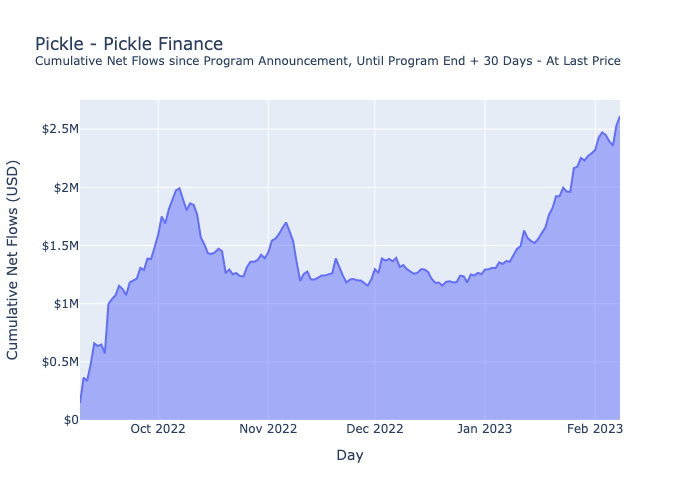 Pickle - Pickle Finance
Cumulative Net Flows since Program Announcement, Until Program End + 30 Days - At Last Price
Cumulative Net Flows (USD)
$2.5M
$2M
$1.5M
$1M
$0.5M
$0
Oct 2022
Nov 2022
Dec 2022
Jan 2023
Feb 2023
Day